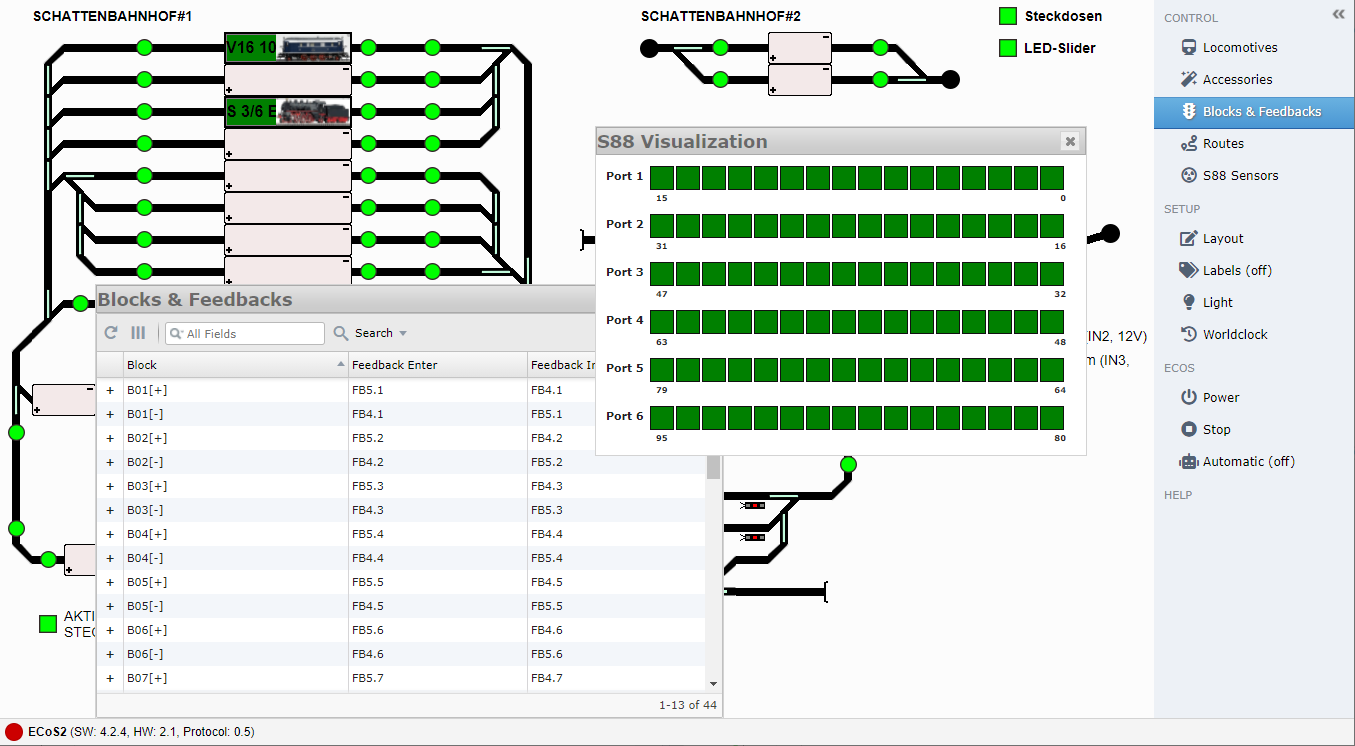 SCHATTENBAHNHOF#1
SCHATTENBAHNHOF#2
Steckdosen
LED-Slider
V16 10
S 3/6 E
(IN2, 12V)
(IN3,
AKTI
STEC
S88 Visualization
Port 1
15 0
Port 2
31 16
Port 3
47 32
Port 4
63 48
Port 5
79 64
Port 6
95 80
Blocks & Feedbacks
All Fields Search
Block Feedback Enter Feedback In
+ B01[+] FB5.1 FB4.1
+ B01[-] FB4.1 FB5.1
+ B02[+] FB5.2 FB4.2
+ B02[-] FB4.2 FB5.2
+ B03[+] FB5.3 FB4.3
+ B03[-] FB4.3 FB5.3
+ B04[+] FB5.4 FB4.4
+ B04[-] FB4.4 FB5.4
+ B05[+] FB5.5 FB4.5
+ B05[-] FB4.5 FB5.5
+ B06[+] FB5.6 FB4.6
+ B06[-] FB4.6 FB5.6
+ B07[+] FB5.7 FB4.7
1-13 of 44
CONTROL
Locomotives
Accessories
Blocks & Feedbacks
Routes
S88 Sensors
SETUP
Layout
Labels (off)
Light
Worldclock
ECOS
Power
Stop
Automatic (off)
HELP
ECoS2 (SW: 4.2.4, HW: 2.1, Protocol: 0.5)